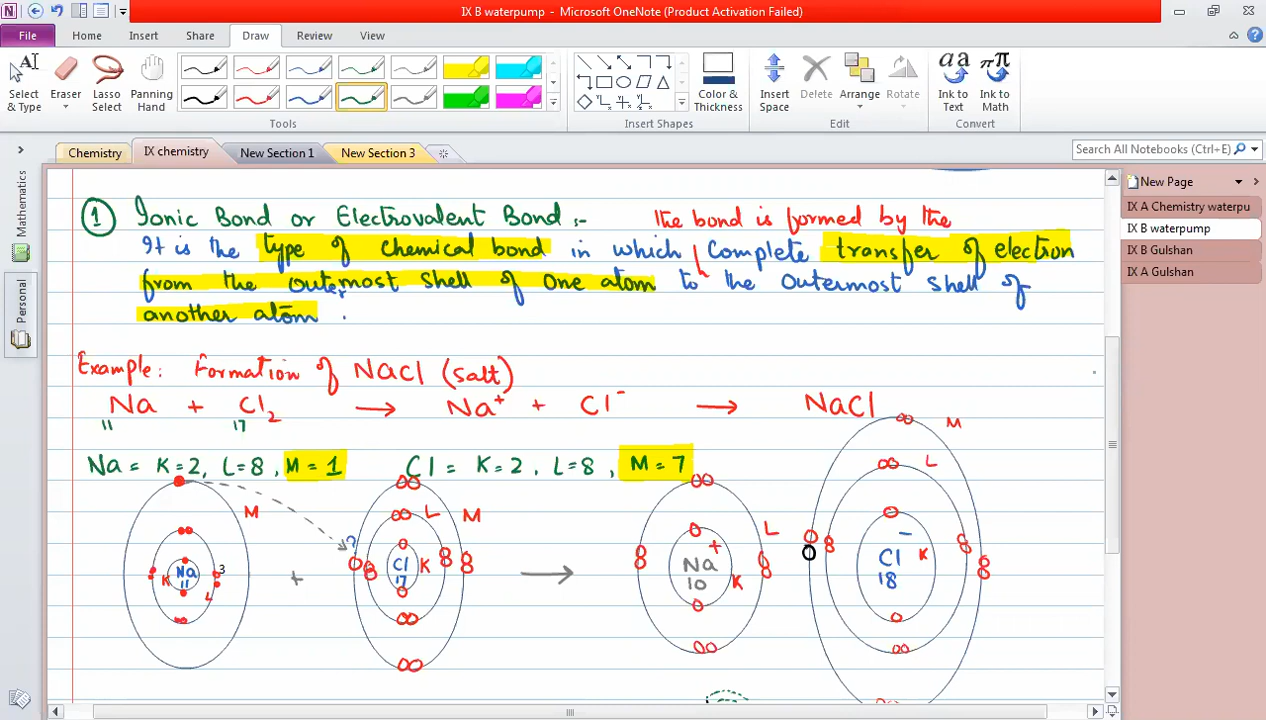 IX B waterpump - Microsoft OneNote (Product Activation Failed)
File Home Insert Share Draw Review View
Select & Type
Eraser
Lasso Select
Panning Hand
Color & Thickness
Insert Space
Delete
Arrange
Rotate
Ink to Text
Ink to Math
Tools
Insert Shapes
Edit
Convert
Chemistry IX chemistry New Section 1 New Section 3
Search All Notebooks (Ctrl+E)
New Page
IX A Chemistry waterpu
IX B waterpump
IX B Gulshan
IX A Gulshan
Mathematics
Personal
1 Ionic Bond or Electrovalent Bond :- the bond is formed by the
It is the type of chemical bond in which Complete transfer of electron
from the outermost shell of one atom to the outermost shell of
another atom .
Example: Formation of NaCl (salt)
Na + Cl2 → Na+ + Cl- → NaCl
11 17
Na = K=2, L=8, M=1 Cl = K=2, L=8, M=7
M L M L M L
Na 11 K L 3 + Cl 17 K → Na + 10 K Cl - 18 K